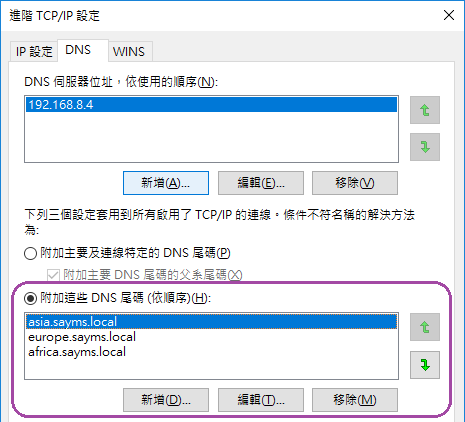 進階 TCP/IP 設定
IP 設定 DNS WINS
DNS 伺服器位址，依使用的順序(N):
192.168.8.4
新增(A)... 編輯(E)... 移除(V)
下列三個設定套用到所有啟用了 TCP/IP 的連線。條件不符名稱的解決方法
為:
附加主要及連線特定的 DNS 尾碼(P)
附加主要 DNS 尾碼的父系尾碼(X)
附加這些 DNS 尾碼 (依順序)(H):
asia.sayms.local
europe.sayms.local
africa.sayms.local
新增(D)... 編輯(T)... 移除(M)